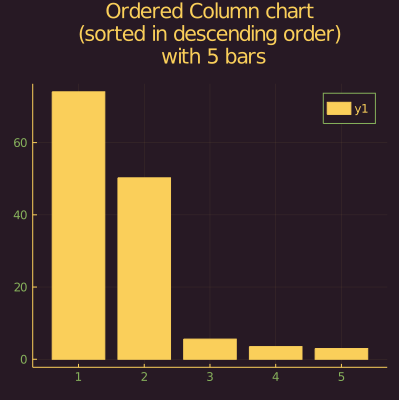 Ordered Column chart
(sorted in descending order)
with 5 bars
y1
60
40
20
0
1 2 3 4 5